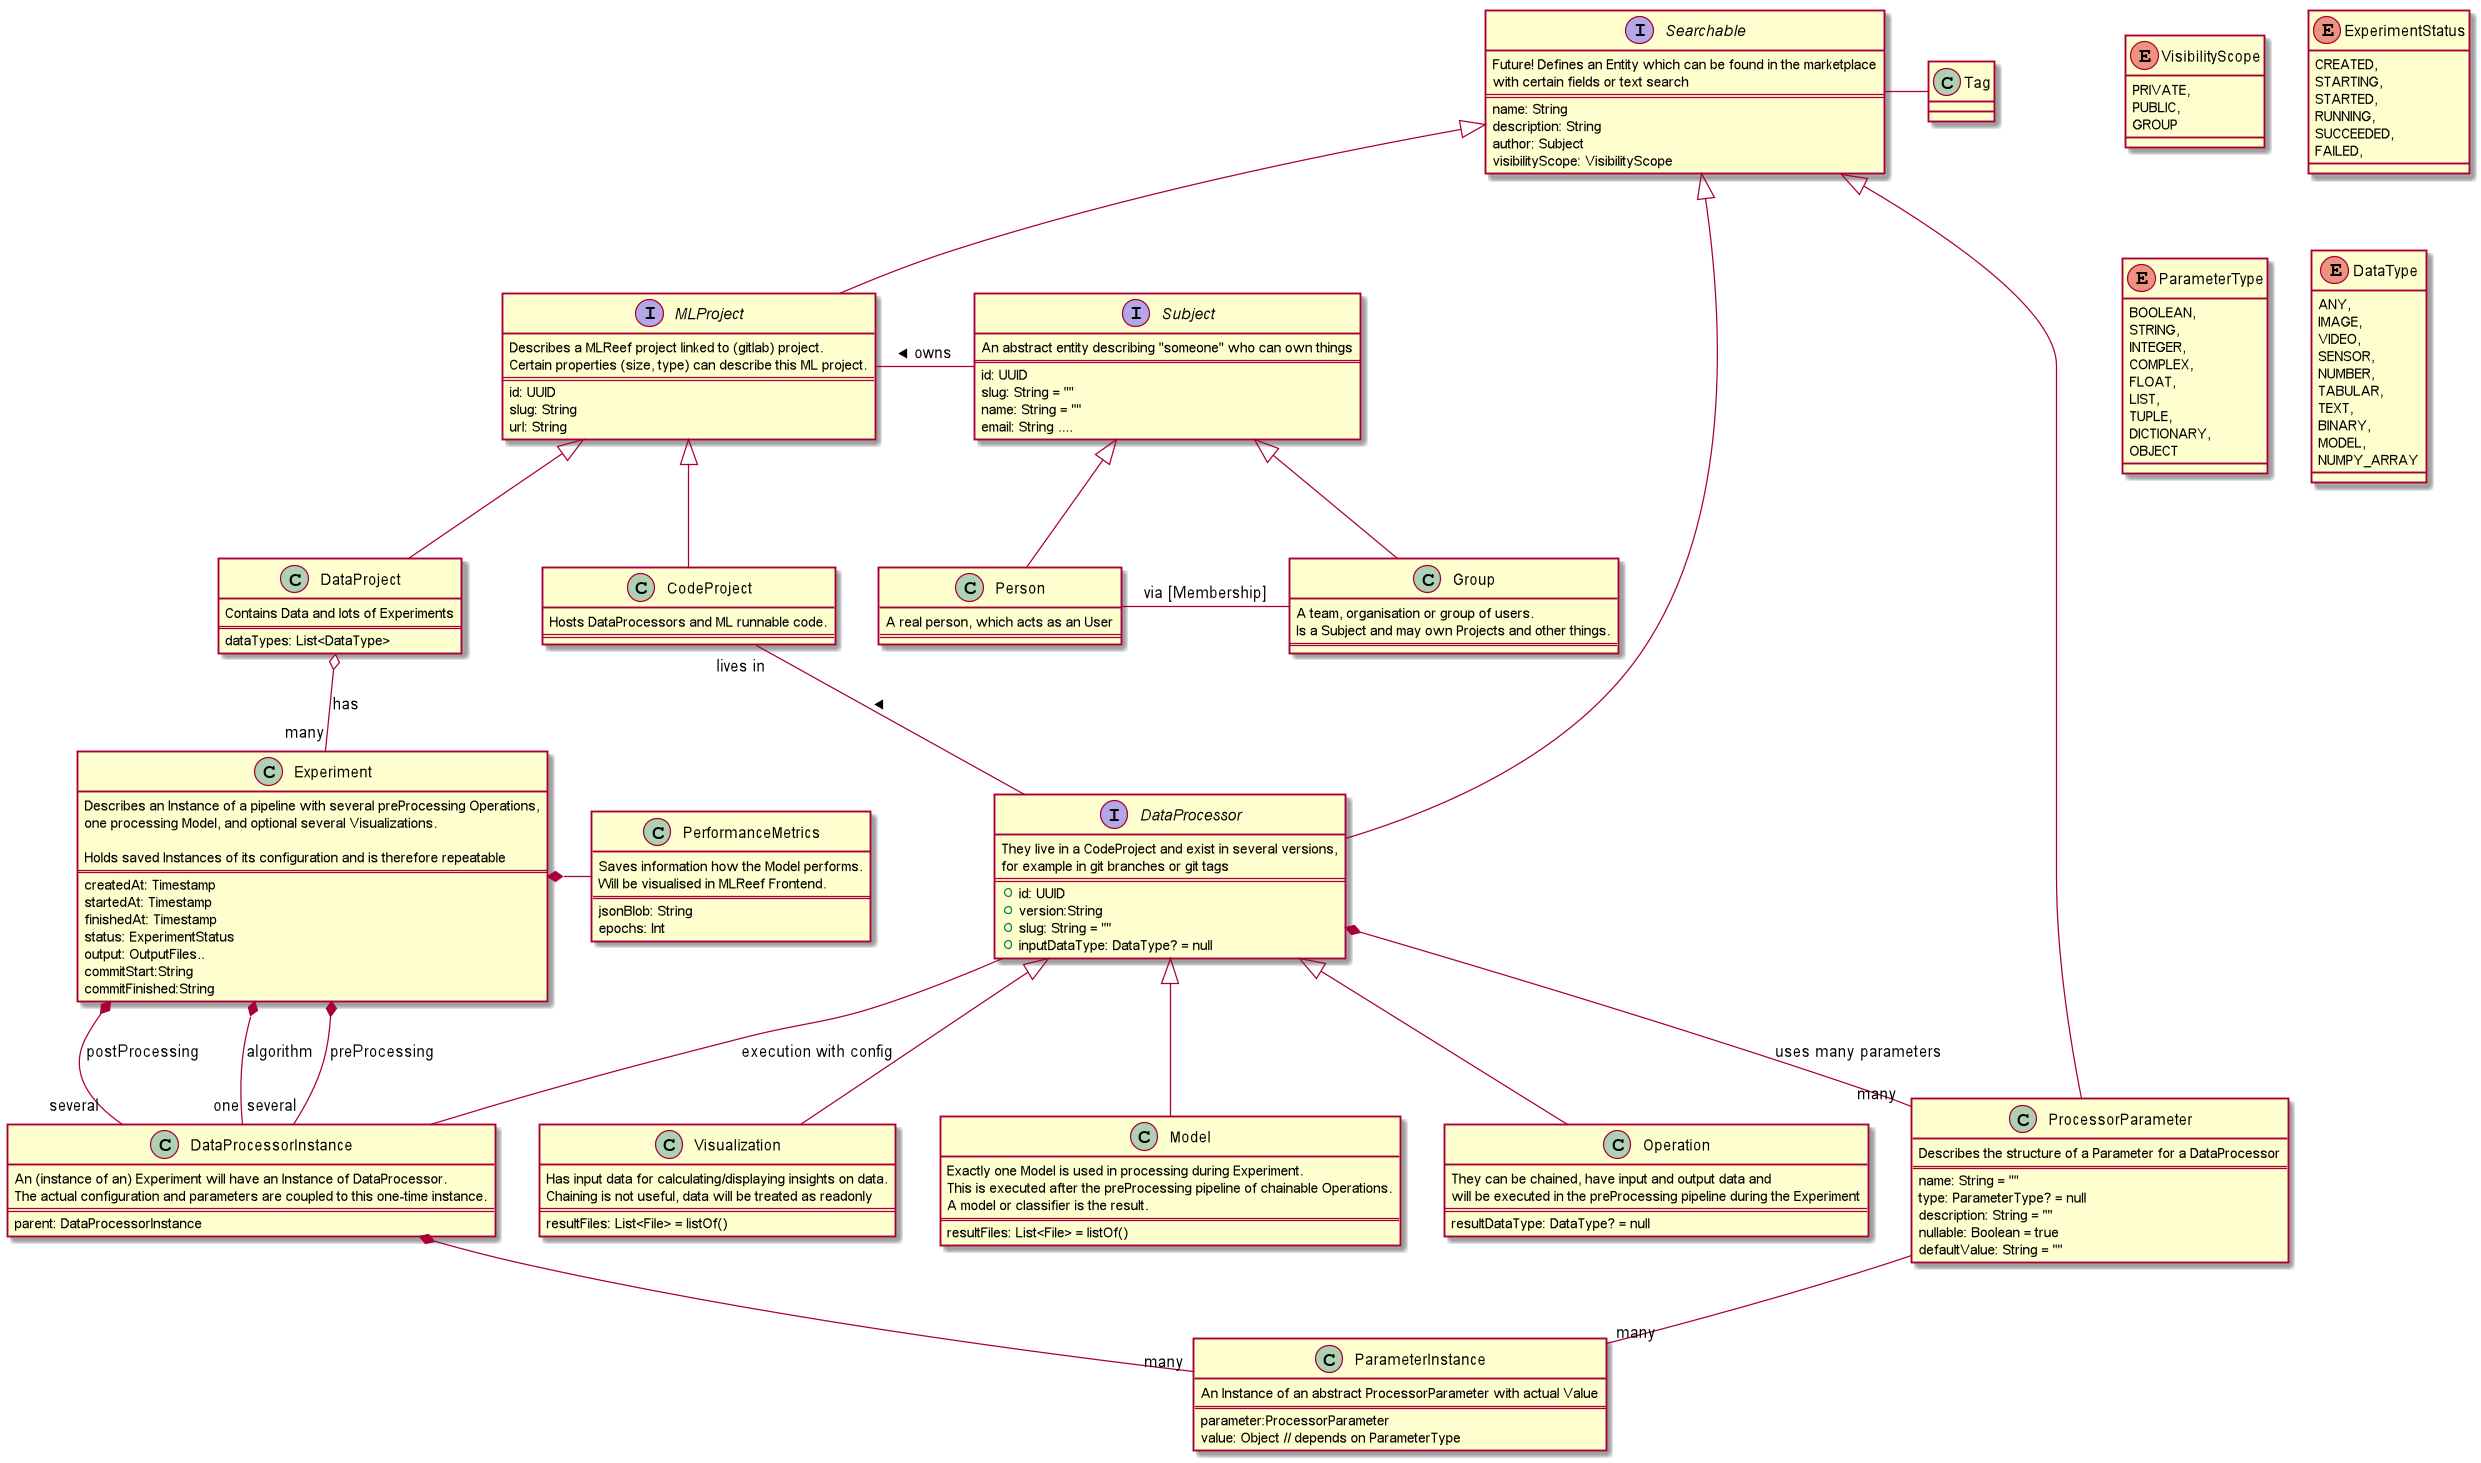 I Searchable
Future! Defines an Entity which can be found in the marketplace
with certain fields or text search
name: String
description: String
author: Subject
visibilityScope: VisibilityScope
C Tag
E VisibilityScope
PRIVATE,
PUBLIC,
GROUP
E ExperimentStatus
CREATED,
STARTING,
STARTED,
RUNNING,
SUCCEEDED,
FAILED,
I MLProject
Describes a MLReef project linked to (gitlab) project.
Certain properties (size, type) can describe this ML project.
id: UUID
slug: String
url: String
◄ owns
I Subject
An abstract entity describing "someone" who can own things
id: UUID
slug: String = ""
name: String = ""
email: String ....
E ParameterType
BOOLEAN,
STRING,
INTEGER,
COMPLEX,
FLOAT,
LIST,
TUPLE,
DICTIONARY,
OBJECT
E DataType
ANY,
IMAGE,
VIDEO,
SENSOR,
NUMBER,
TABULAR,
TEXT,
BINARY,
MODEL,
NUMPY_ARRAY
C DataProject
Contains Data and lots of Experiments
dataTypes: List<DataType>
C CodeProject
Hosts DataProcessors and ML runnable code.
C Person
A real person, which acts as an User
via [Membership]
C Group
A team, organisation or group of users.
Is a Subject and may own Projects and other things.
lives in
◄
has
many
C Experiment
Describes an Instance of a pipeline with several preProcessing Operations,
one processing Model, and optional several Visualizations.
Holds saved Instances of its configuration and is therefore repeatable
createdAt: Timestamp
startedAt: Timestamp
finishedAt: Timestamp
status: ExperimentStatus
output: OutputFiles..
commitStart:String
commitFinished:String
C PerformanceMetrics
Saves information how the Model performs.
Will be visualised in MLReef Frontend.
jsonBlob: String
epochs: Int
I DataProcessor
They live in a CodeProject and exist in several versions,
for example in git branches or git tags
id: UUID
version:String
slug: String = ""
inputDataType: DataType? = null
postProcessing
algorithm
preProcessing
execution with config
uses many parameters
several
one
several
many
C DataProcessorInstance
An (instance of an) Experiment will have an Instance of DataProcessor.
The actual configuration and parameters are coupled to this one-time instance.
parent: DataProcessorInstance
C Visualization
Has input data for calculating/displaying insights on data.
Chaining is not useful, data will be treated as readonly
resultFiles: List<File> = listOf()
C Model
Exactly one Model is used in processing during Experiment.
This is executed after the preProcessing pipeline of chainable Operations.
A model or classifier is the result.
resultFiles: List<File> = listOf()
C Operation
They can be chained, have input and output data and
will be executed in the preProcessing pipeline during the Experiment
resultDataType: DataType? = null
C ProcessorParameter
Describes the structure of a Parameter for a DataProcessor
name: String = ""
type: ParameterType? = null
description: String = ""
nullable: Boolean = true
defaultValue: String = ""
many
many
C ParameterInstance
An Instance of an abstract ProcessorParameter with actual Value
parameter:ProcessorParameter
value: Object // depends on ParameterType